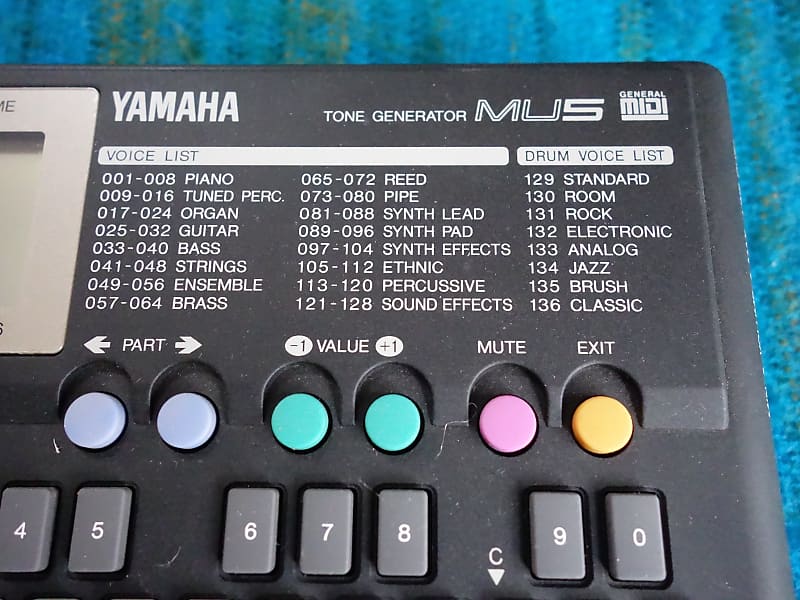 ME
YAMAHA
TONE GENERATOR MU5
GENERAL MIDI
VOICE LIST
001-008 PIANO
009-016 TUNED PERC.
017-024 ORGAN
025-032 GUITAR
033-040 BASS
041-048 STRINGS
049-056 ENSEMBLE
057-064 BRASS
065-072 REED
073-080 PIPE
081-088 SYNTH LEAD
089-096 SYNTH PAD
097-104 SYNTH EFFECTS
105-112 ETHNIC
113-120 PERCUSSIVE
121-128 SOUND EFFECTS
DRUM VOICE LIST
129 STANDARD
130 ROOM
131 ROCK
132 ELECTRONIC
133 ANALOG
134 JAZZ
135 BRUSH
136 CLASSIC
6
← PART →
-1 VALUE +1
MUTE
EXIT
4 5 6 7 8 9 0
C